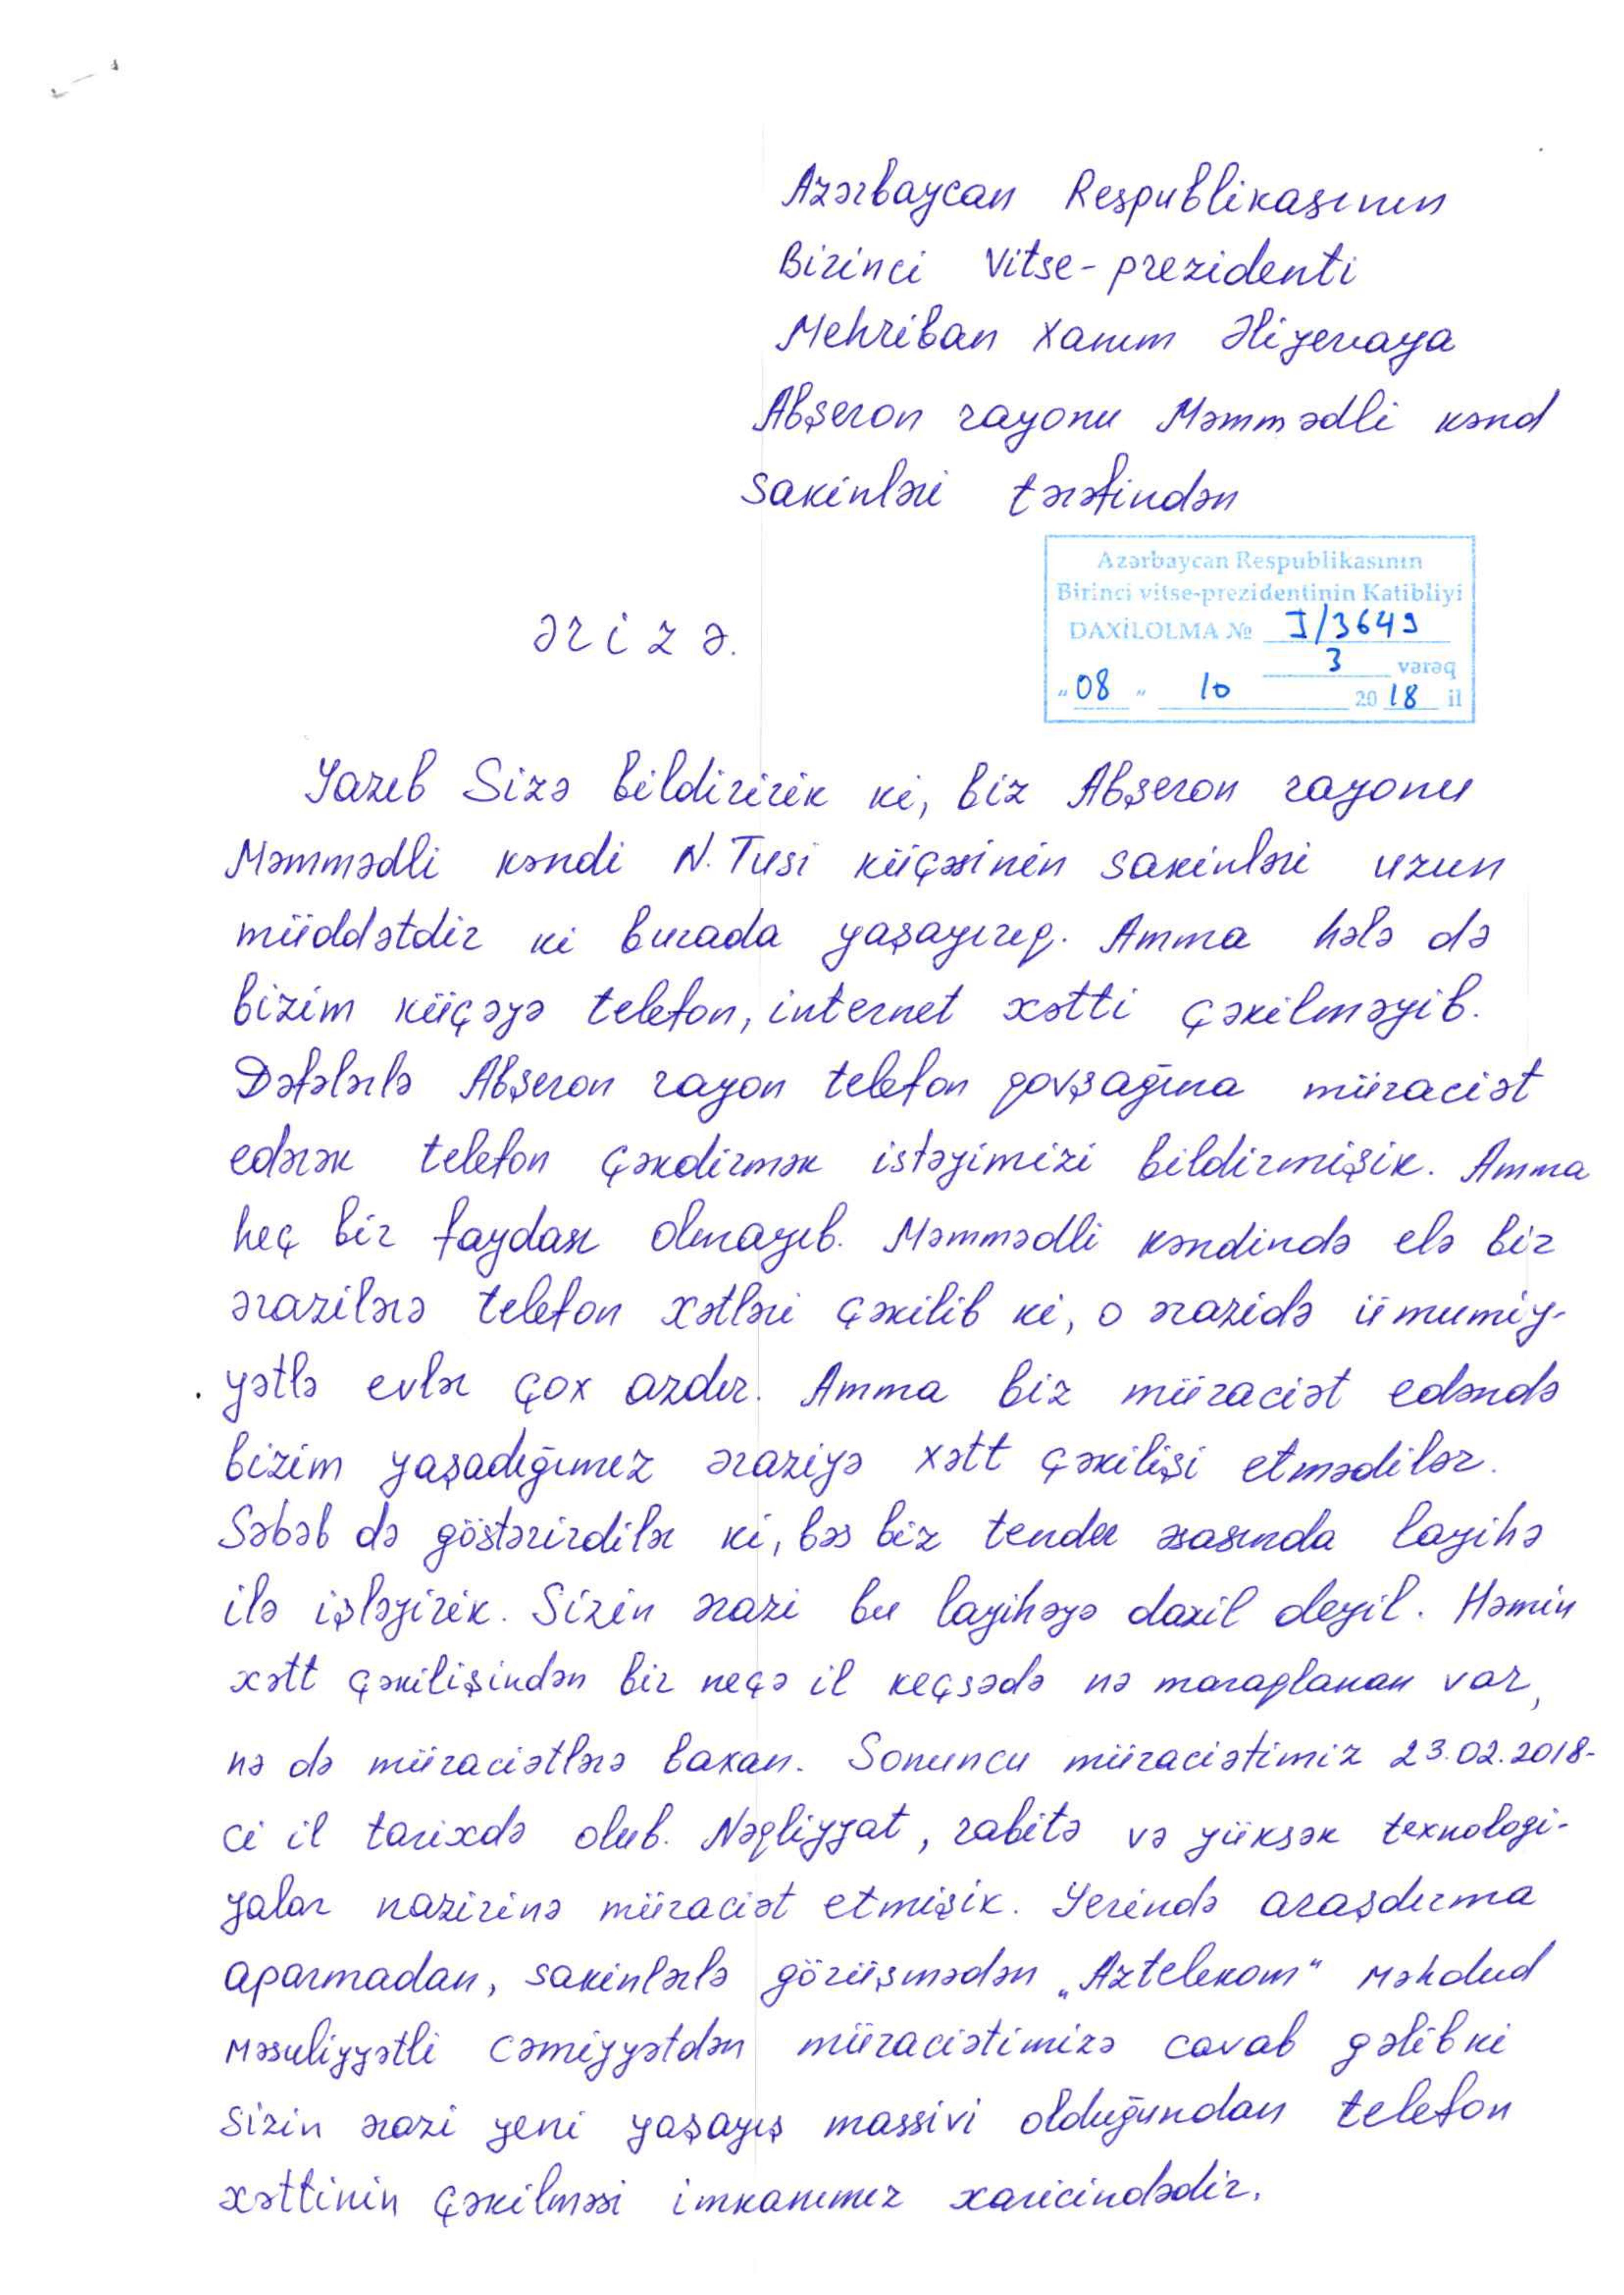 Azərbaycan Respublikasının
Birinci Vitse-prezidenti
Mehriban Xanım Əliyevaya
Abşeron rayonu Məmmədli kənd
sakinləri tərəfindən
Azərbaycan Respublikasının
Birinci vitse-prezidentinin Katibliyi
DAXİLOLMA № I/3649
3 vərəq
"08" 10 2018 il
Ərizə.
Yazıb Sizə bildiririk ki, biz Abşeron rayonu
Məmmədli kəndi N. Tusi küçəsinin sakinləri uzun
müddətdir ki burada yaşayırıq. Amma hələ də
bizim küçəyə telefon, internet xətti çəkilməyib.
Dəfələrlə Abşeron rayon telefon qovşağına müraciət
edərək telefon çəkdirmək istəyimizi bildirmişik. Amma
heç bir faydası olmayıb. Məmmədli kəndində elə bir
ərazilərə telefon xətləri çəkilib ki, o ərazidə ümumiy-
yətlə evlər çox azdır. Amma biz müraciət edəndə
bizim yaşadığımız əraziyə xətt çəkilişi etmədilər.
Səbəb də göstərirdilər ki, bəs biz tender əsasında layihə
ilə işləyirik. Sizin ərazi bu layihəyə daxil deyil. Həmin
xətt çəkilişindən bir neçə il keçsədə nə maraqlanan var,
nə də müraciətlərə baxan. Sonuncu müraciətimiz 23.02.2018-
ci il tarixdə olub. Nəqliyyat, rabitə və yüksək texnologi-
yalar nazirinə müraciət etmişik. Yerində araşdırma
aparmadan, sakinlərlə görüşmədən „Aztelekom" Məhdud
Məsuliyyətli Cəmiyyətdən müraciətimizə cavab gəlibki
Sizin ərazi yeni yaşayış massivi olduğundan telefon
xəttinin çəkilməsi imkanımız xaricindədir.